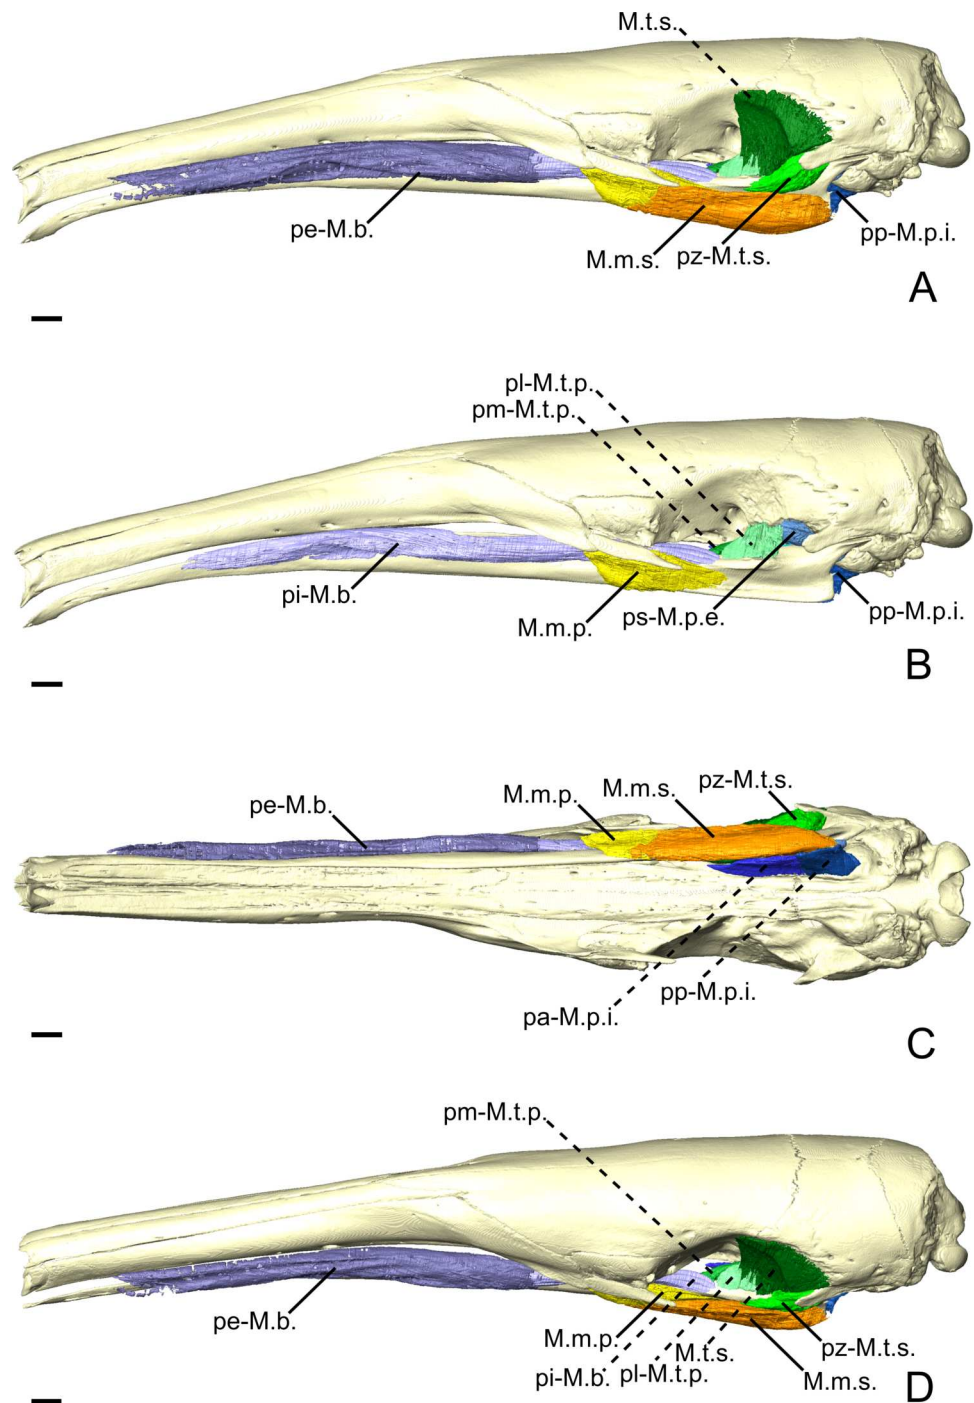 M.t.s.
pe-M.b.
M.m.s.
pz-M.t.s.
pp-M.p.i.
A
pl-M.t.p.
pm-M.t.p.
pi-M.b.
M.m.p.
ps-M.p.e.
pp-M.p.i.
B
pe-M.b.
M.m.p.
M.m.s.
pz-M.t.s.
pa-M.p.i.
pp-M.p.i.
C
pm-M.t.p.
pe-M.b.
M.m.p.
pi-M.b.
pl-M.t.p.
M.t.s.
pz-M.t.s.
M.m.s.
D